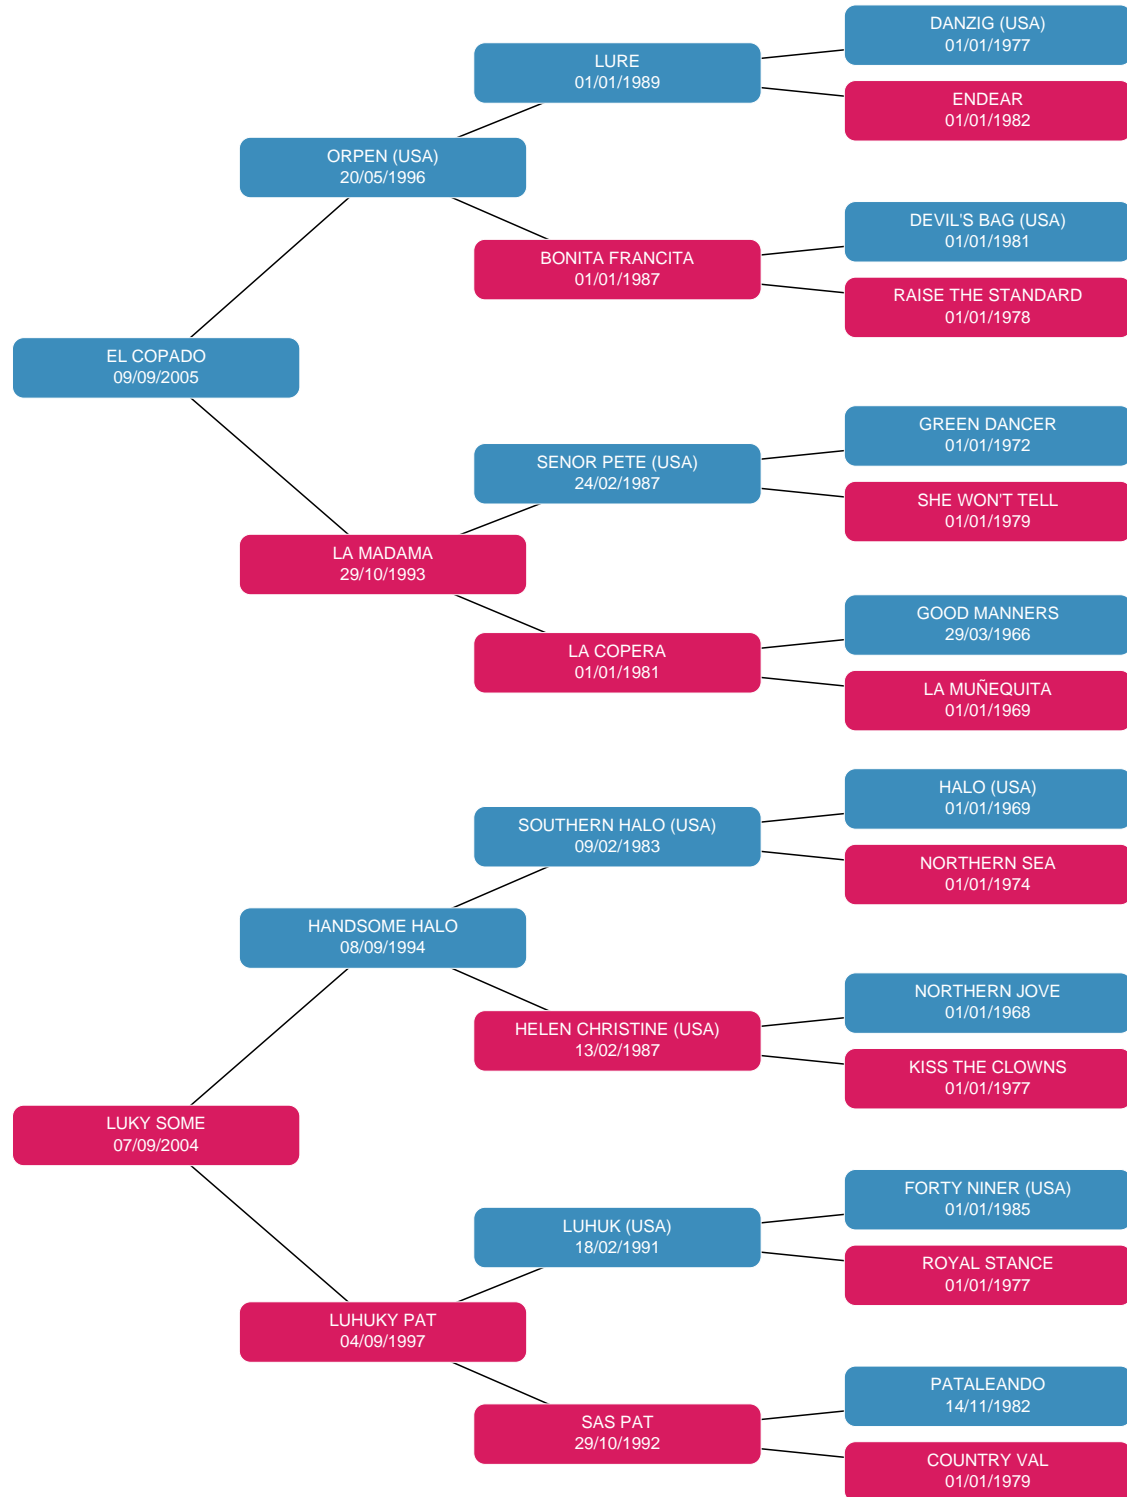 DANZIG (USA)
01/01/1977
LURE
01/01/1989
ENDEAR
01/01/1982
ORPEN (USA)
20/05/1996
DEVIL'S BAG (USA)
01/01/1981
BONITA FRANCITA
01/01/1987
RAISE THE STANDARD
01/01/1978
EL COPADO
09/09/2005
GREEN DANCER
01/01/1972
SENOR PETE (USA)
24/02/1987
SHE WON'T TELL
01/01/1979
LA MADAMA
29/10/1993
GOOD MANNERS
29/03/1966
LA COPERA
01/01/1981
LA MUÑEQUITA
01/01/1969
HALO (USA)
01/01/1969
SOUTHERN HALO (USA)
09/02/1983
NORTHERN SEA
01/01/1974
HANDSOME HALO
08/09/1994
NORTHERN JOVE
01/01/1968
HELEN CHRISTINE (USA)
13/02/1987
KISS THE CLOWNS
01/01/1977
LUKY SOME
07/09/2004
FORTY NINER (USA)
01/01/1985
LUHUK (USA)
18/02/1991
ROYAL STANCE
01/01/1977
LUHUKY PAT
04/09/1997
PATALEANDO
14/11/1982
SAS PAT
29/10/1992
COUNTRY VAL
01/01/1979